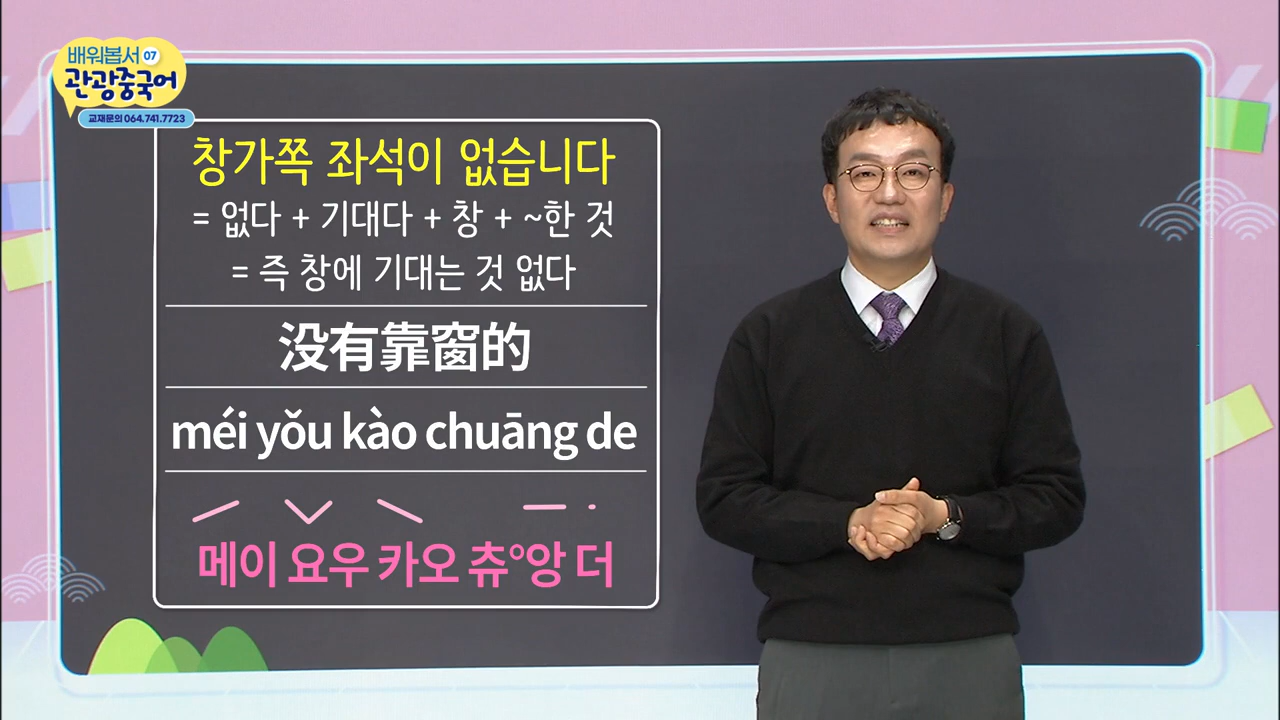 배워봅서 07
관광중국어
교재문의 064.741.7723
창가쪽 좌석이 없습니다
= 없다 + 기대다 + 창 + ~한 것
= 즉 창에 기대는 것 없다
没有靠窗的
méi yǒu kào chuāng de
메이 요우 카오 츄°앙 더